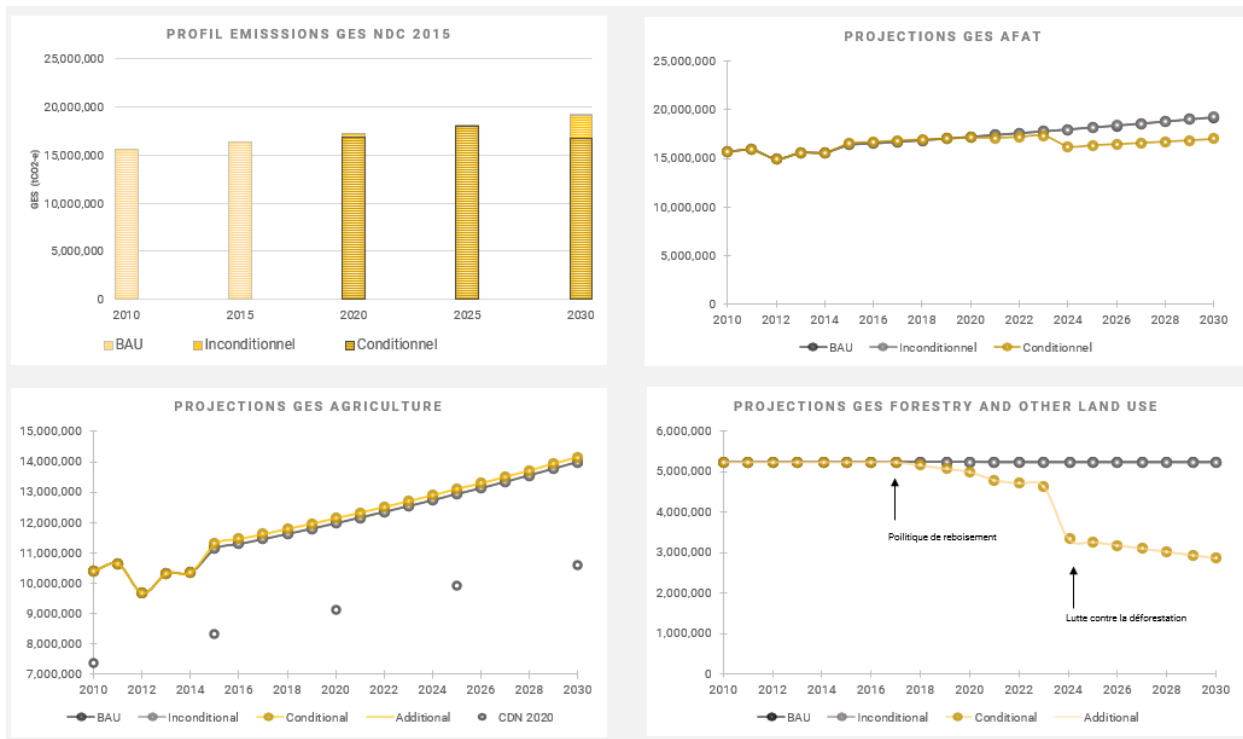 PROFIL EMISSSIONS GES NDC 2015
25,000,000
20,000,000
15,000,000
10,000,000
5,000,000
0
GES (tCO2-e)
2010 2015 2020 2025 2030
BAU Inconditionnel Conditionnel
PROJECTIONS GES AFAT
25,000,000
20,000,000
15,000,000
10,000,000
5,000,000
0
2010 2012 2014 2016 2018 2020 2022 2024 2026 2028 2030
BAU Inconditionnel Conditionnel
PROJECTIONS GES AGRICULTURE
15,000,000
14,000,000
13,000,000
12,000,000
11,000,000
10,000,000
9,000,000
8,000,000
7,000,000
2010 2012 2014 2016 2018 2020 2022 2024 2026 2028 2030
BAU Inconditional Conditional Additional CDN 2020
PROJECTIONS GES FORESTRY AND OTHER LAND USE
6,000,000
5,000,000
4,000,000
3,000,000
2,000,000
1,000,000
0
Poilitique de reboisement
Lutte contre la déforestation
2010 2012 2014 2016 2018 2020 2022 2024 2026 2028 2030
BAU Inconditional Conditional Additional